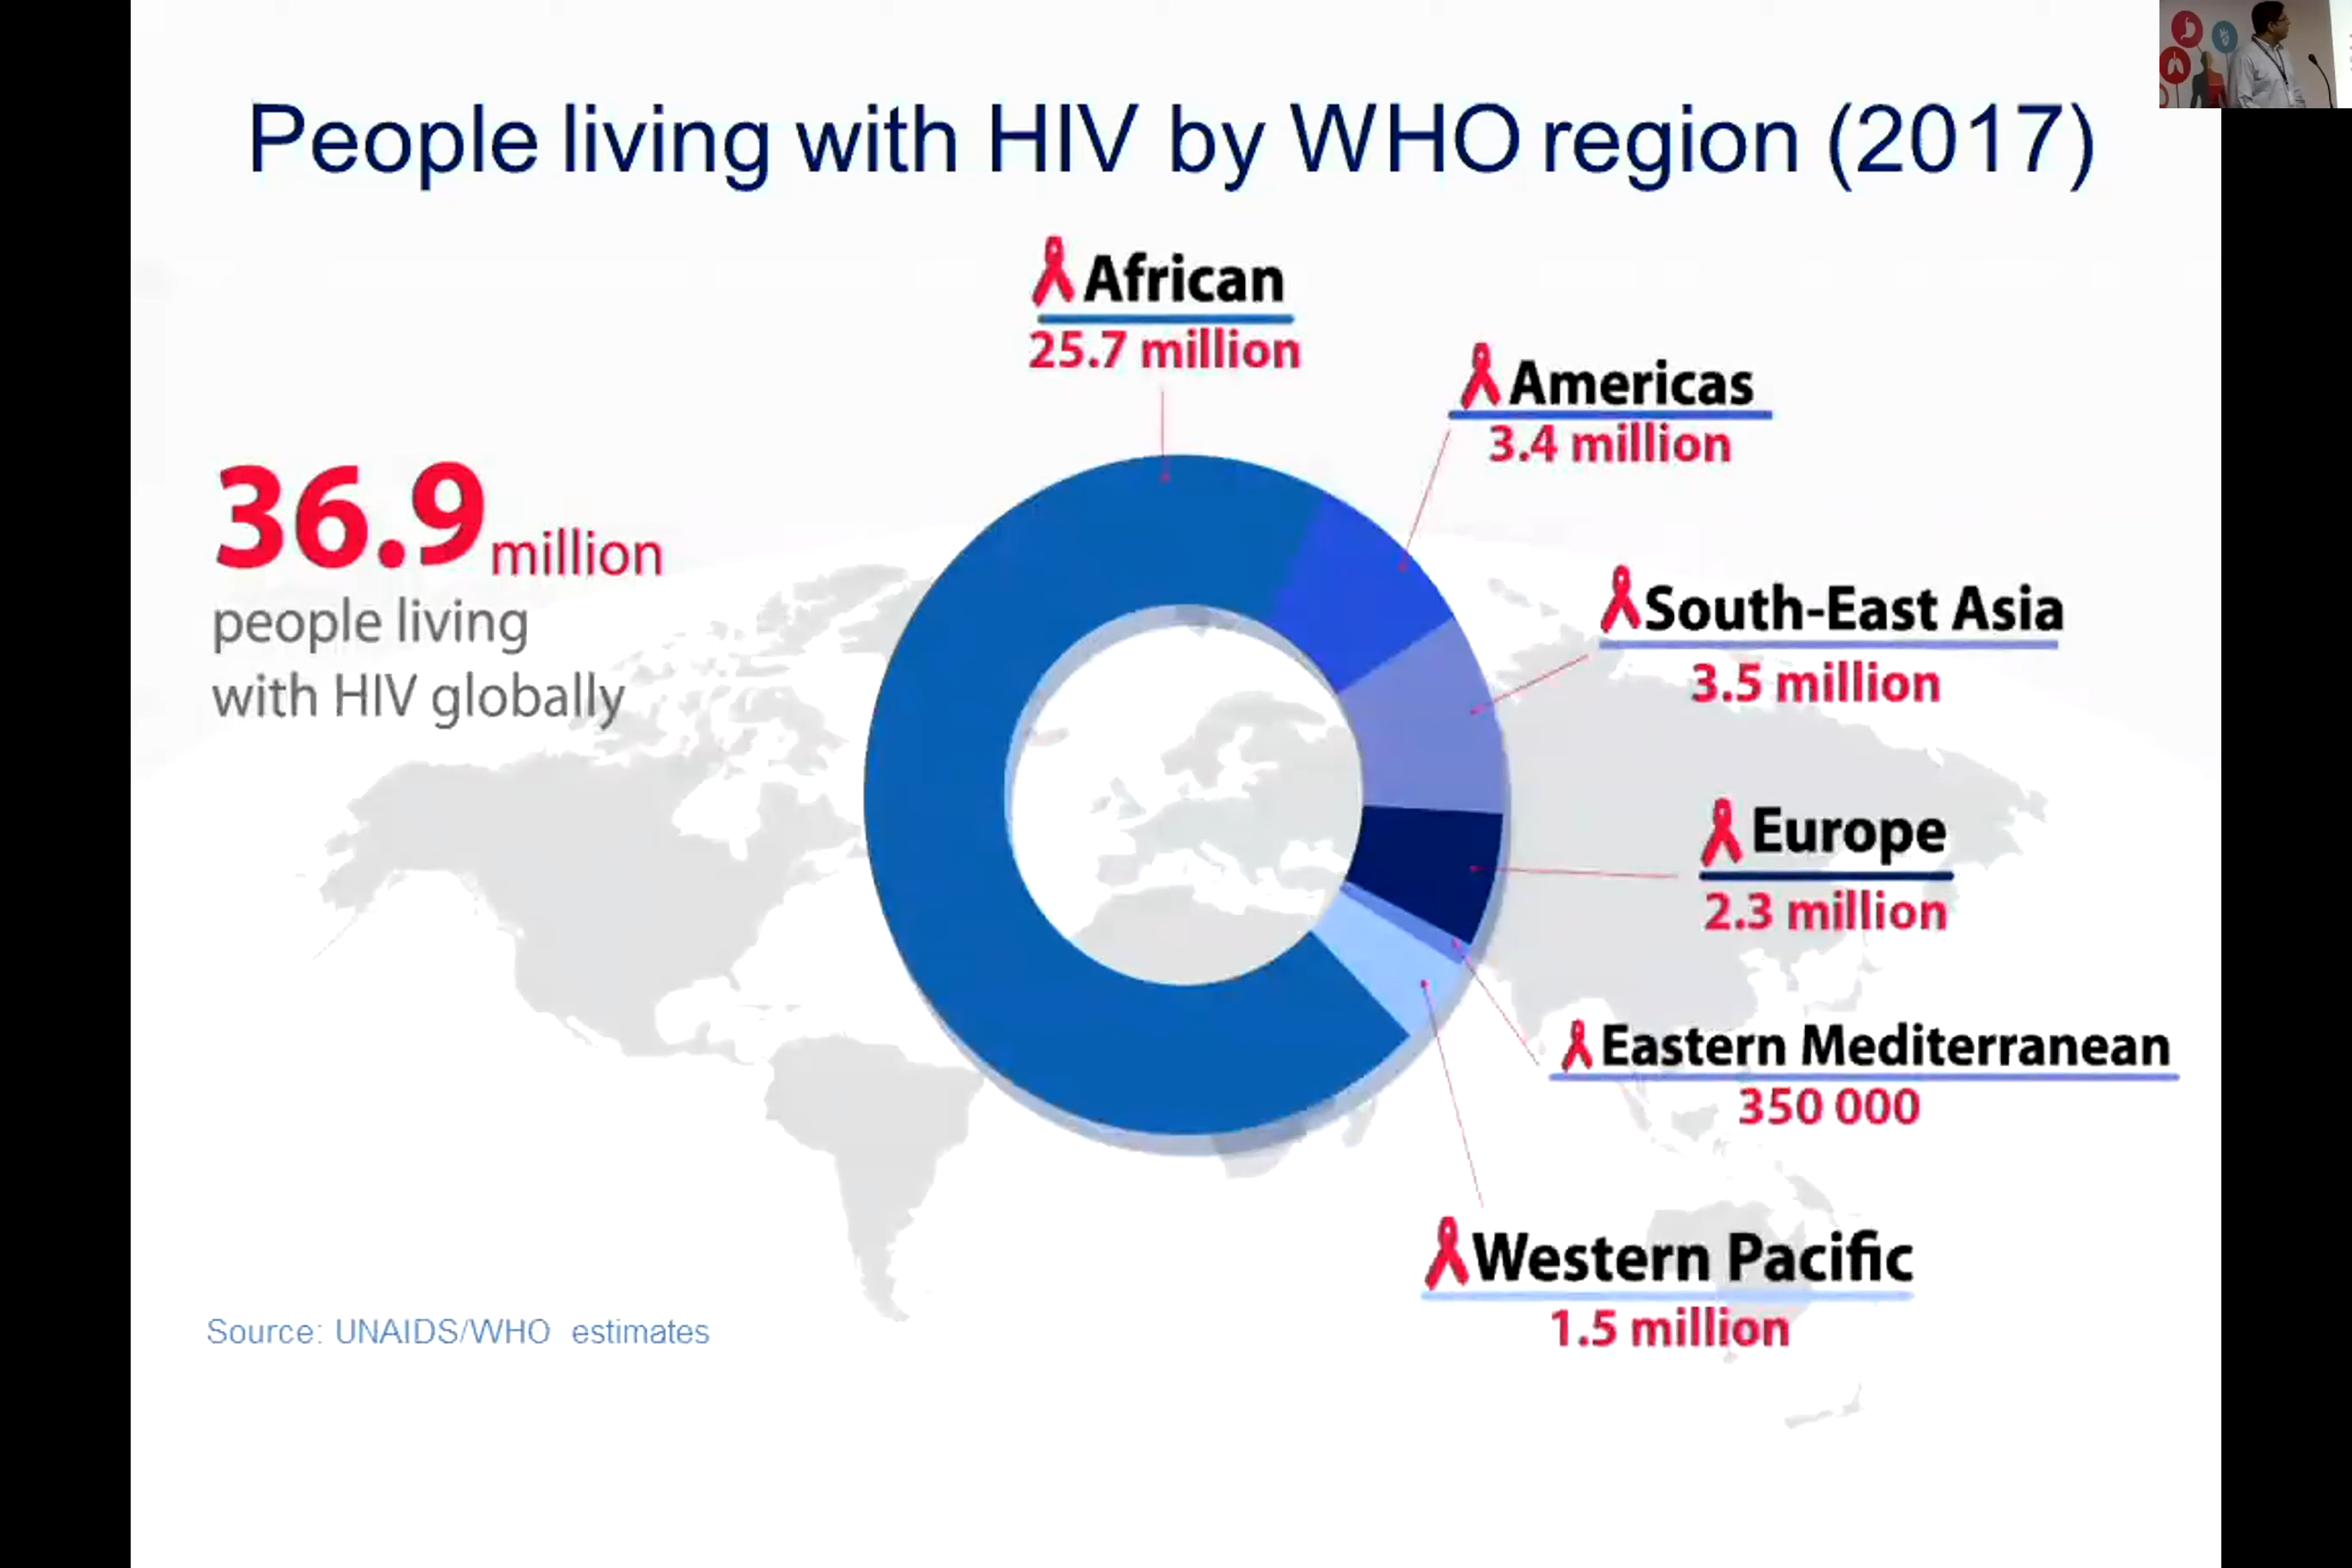 People living with HIV by WHO region (2017)
African
25.7 million
Americas
3.4 million
36.9 million
people living
with HIV globally
South-East Asia
3.5 million
Europe
2.3 million
Eastern Mediterranean
350 000
Western Pacific
1.5 million
Source: UNAIDS/WHO estimates